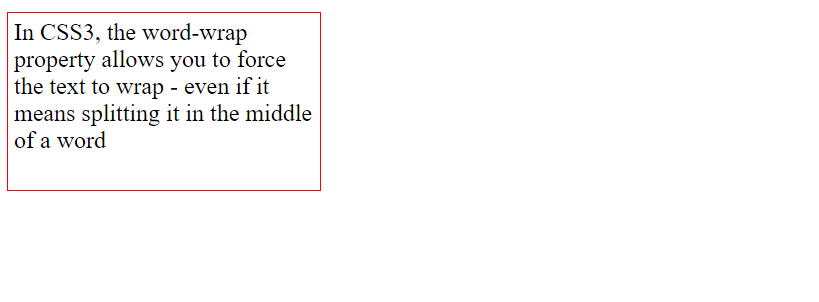 In CSS3, the word-wrap
property allows you to force
the text to wrap - even if it
means splitting it in the middle
of a word